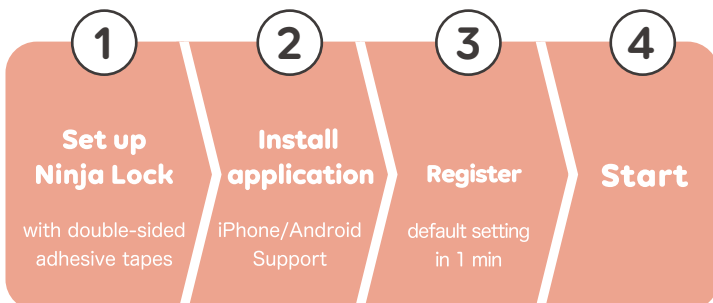 1
Set up
Ninja Lock
with double-sided
adhesive tapes
2
Install
application
iPhone/Android
Support
3
Register
default setting
in 1 min
4
Start